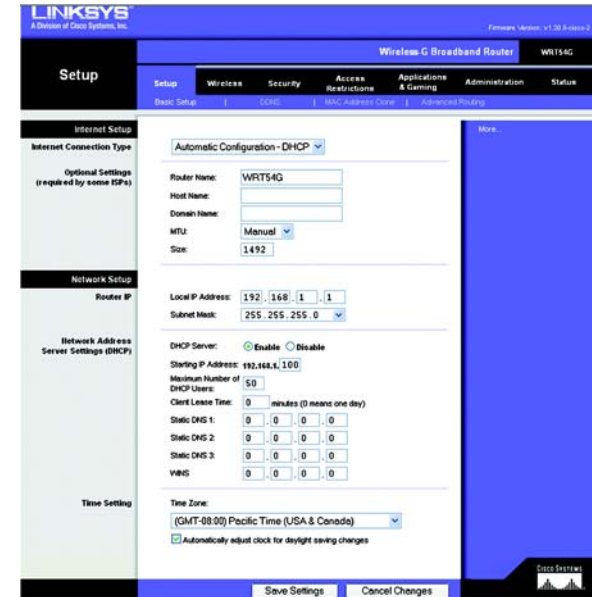 LINKSYS
A Division of Cisco Systems, Inc.
Wireless-G Broadband Router WRT54G
Setup
Setup Wireless Security Access Restrictions Applications & Gaming Administration Status
Basic Setup | DDNS | MAC Address Clone | Advanced Routing
Internet Setup
More...
Internet Connection Type Automatic Configuration - DHCP
Optional Settings
(required by some ISPs)
Router Name: WRT54G
Host Name:
Domain Name:
MTU: Manual
Size: 1492
Network Setup
Router IP
Local IP Address: 192 . 168 . 1 . 1
Subnet Mask: 255.255.255.0
Network Address
Server Settings (DHCP)
DHCP Server: Enable Disable
Starting IP Address: 192.168.1. 100
Maximum Number of
DHCP Users: 50
Client Lease Time: 0 minutes (0 means one day)
Static DNS 1: 0 . 0 . 0 . 0
Static DNS 2: 0 . 0 . 0 . 0
Static DNS 3: 0 . 0 . 0 . 0
WINS 0 . 0 . 0 . 0
Time Setting
Time Zone:
(GMT-08:00) Pacific Time (USA & Canada)
Automatically adjust clock for daylight saving changes
CISCO SYSTEMS
Save Settings Cancel Changes